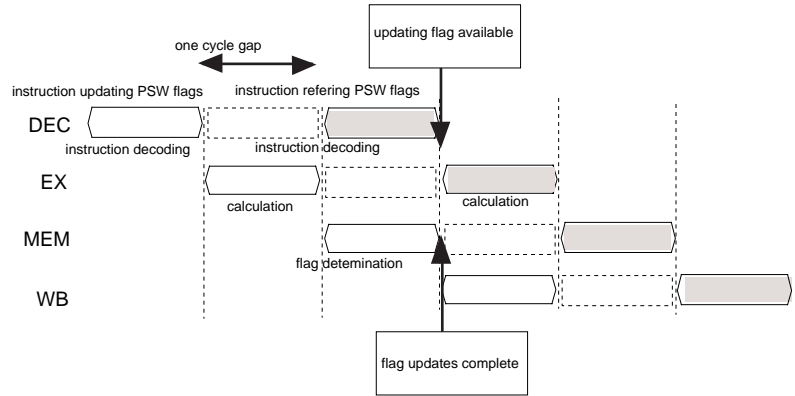 updating flag available
one cycle gap
instruction updating PSW flags
instruction refering PSW flags
DEC
instruction decoding
instruction decoding
EX
calculation
calculation
MEM
flag detemination
WB
flag updates complete